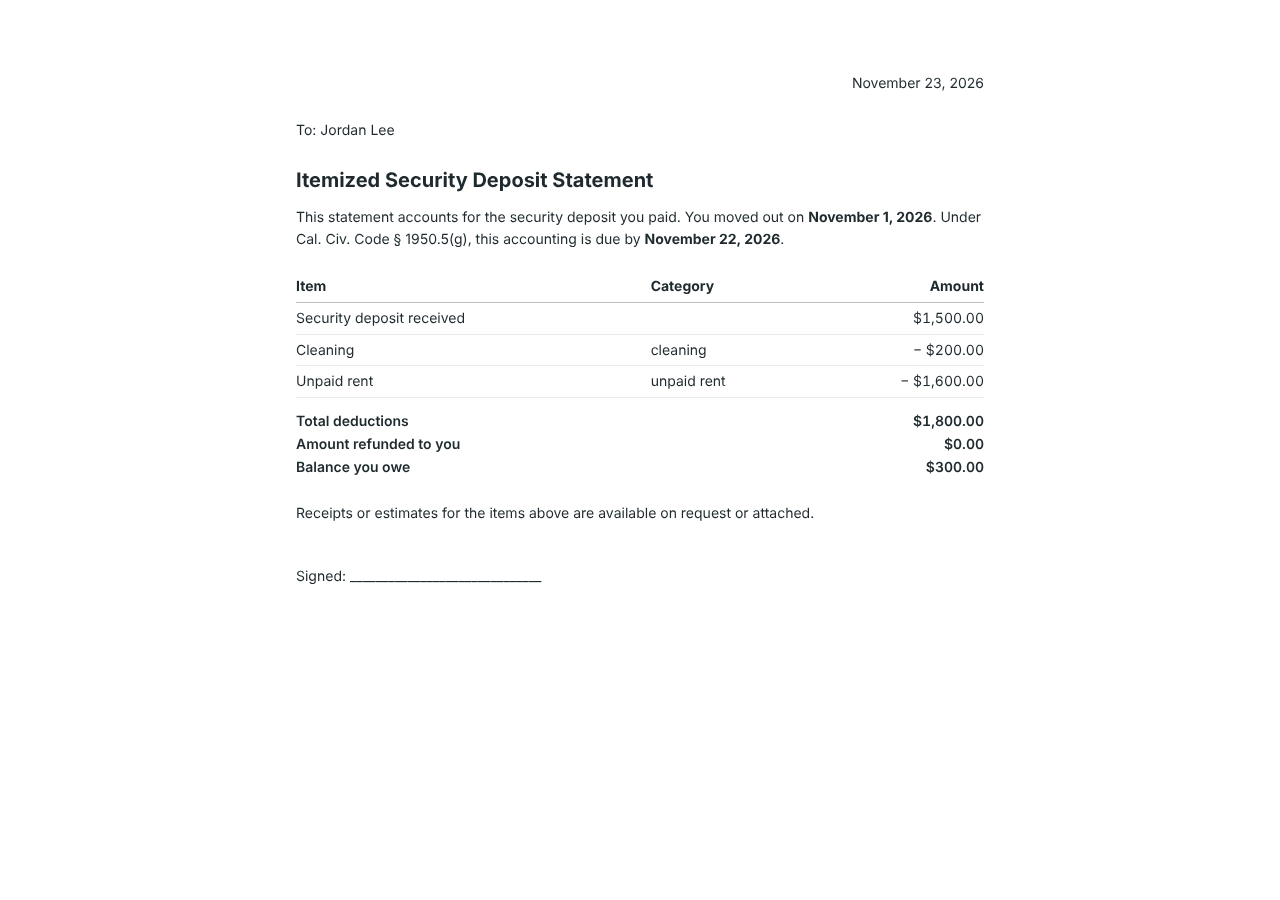 November 23, 2026
To: Jordan Lee
Itemized Security Deposit Statement
This statement accounts for the security deposit you paid. You moved out on November 1, 2026. Under
Cal. Civ. Code § 1950.5(g), this accounting is due by November 22, 2026.
Item Category Amount
Security deposit received $1,500.00
Cleaning cleaning − $200.00
Unpaid rent unpaid rent − $1,600.00
Total deductions $1,800.00
Amount refunded to you $0.00
Balance you owe $300.00
Receipts or estimates for the items above are available on request or attached.
Signed: ___________________________